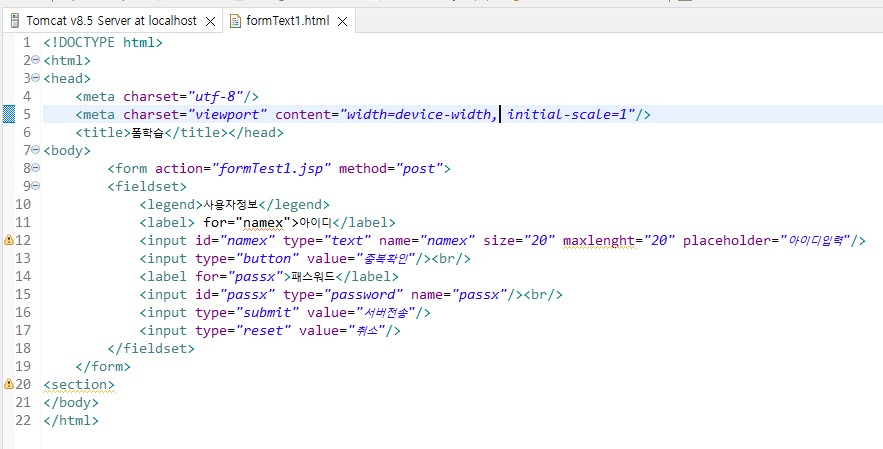 Tomcat v8.5 Server at localhost formText1.html
1 <!DOCTYPE html>
2 <html>
3 <head>
4 <meta charset="utf-8"/>
5 <meta charset="viewport" content="width=device-width, initial-scale=1"/>
6 <title>폼학습</title></head>
7 <body>
8 <form action="formTest1.jsp" method="post">
9 <fieldset>
10 <legend>사용자정보</legend>
11 <label> for="namex">아이디</label>
12 <input id="namex" type="text" name="namex" size="20" maxlenght="20" placeholder="아이디입력"/>
13 <input type="button" value="중복확인"/><br/>
14 <label for="passx">패스워드</label>
15 <input id="passx" type="password" name="passx"/><br/>
16 <input type="submit" value="서버전송"/>
17 <input type="reset" value="취소"/>
18 </fieldset>
19 </form>
20 <section>
21 </body>
22 </html>